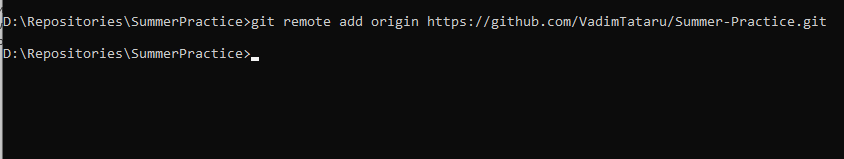 D:\Repositories\SummerPractice>git remote add origin https://github.com/VadimTataru/Summer-Practice.git
D:\Repositories\SummerPractice>